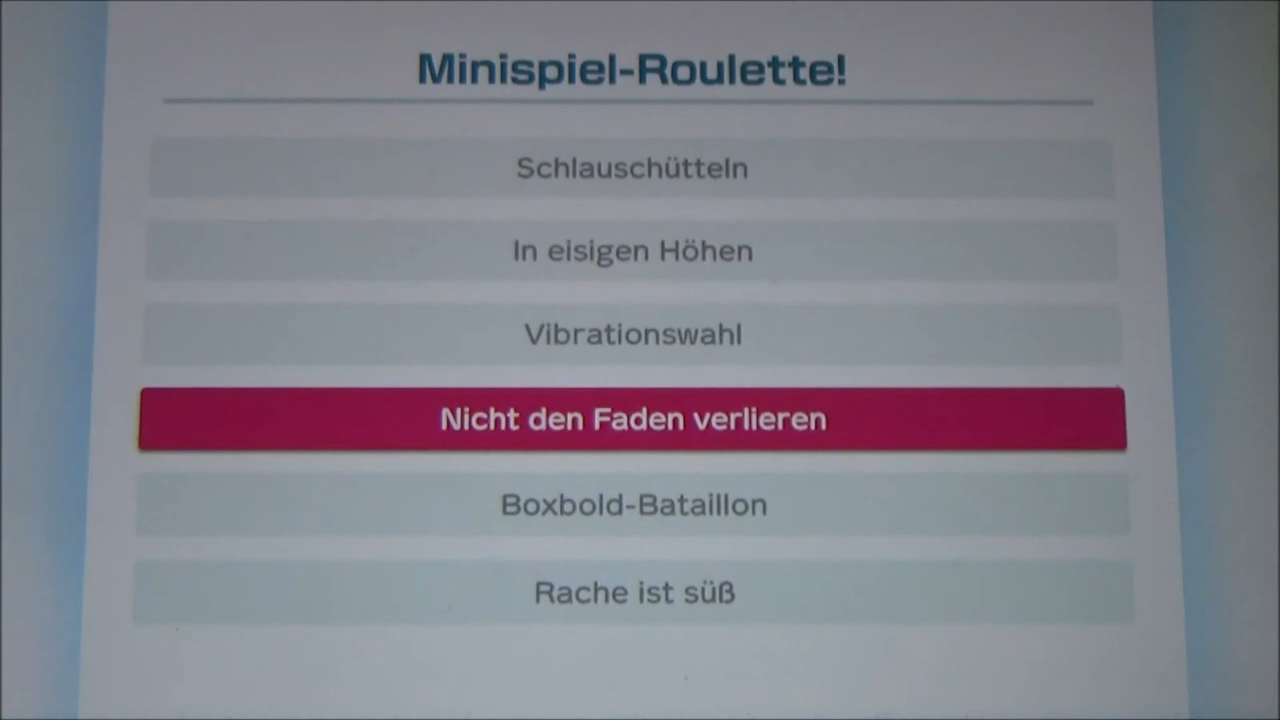 Minispiel-Roulette!
Schlauschütteln
In eisigen Höhen
Vibrationswahl
Nicht den Faden verlieren
Boxbold-Bataillon
Rache ist süß